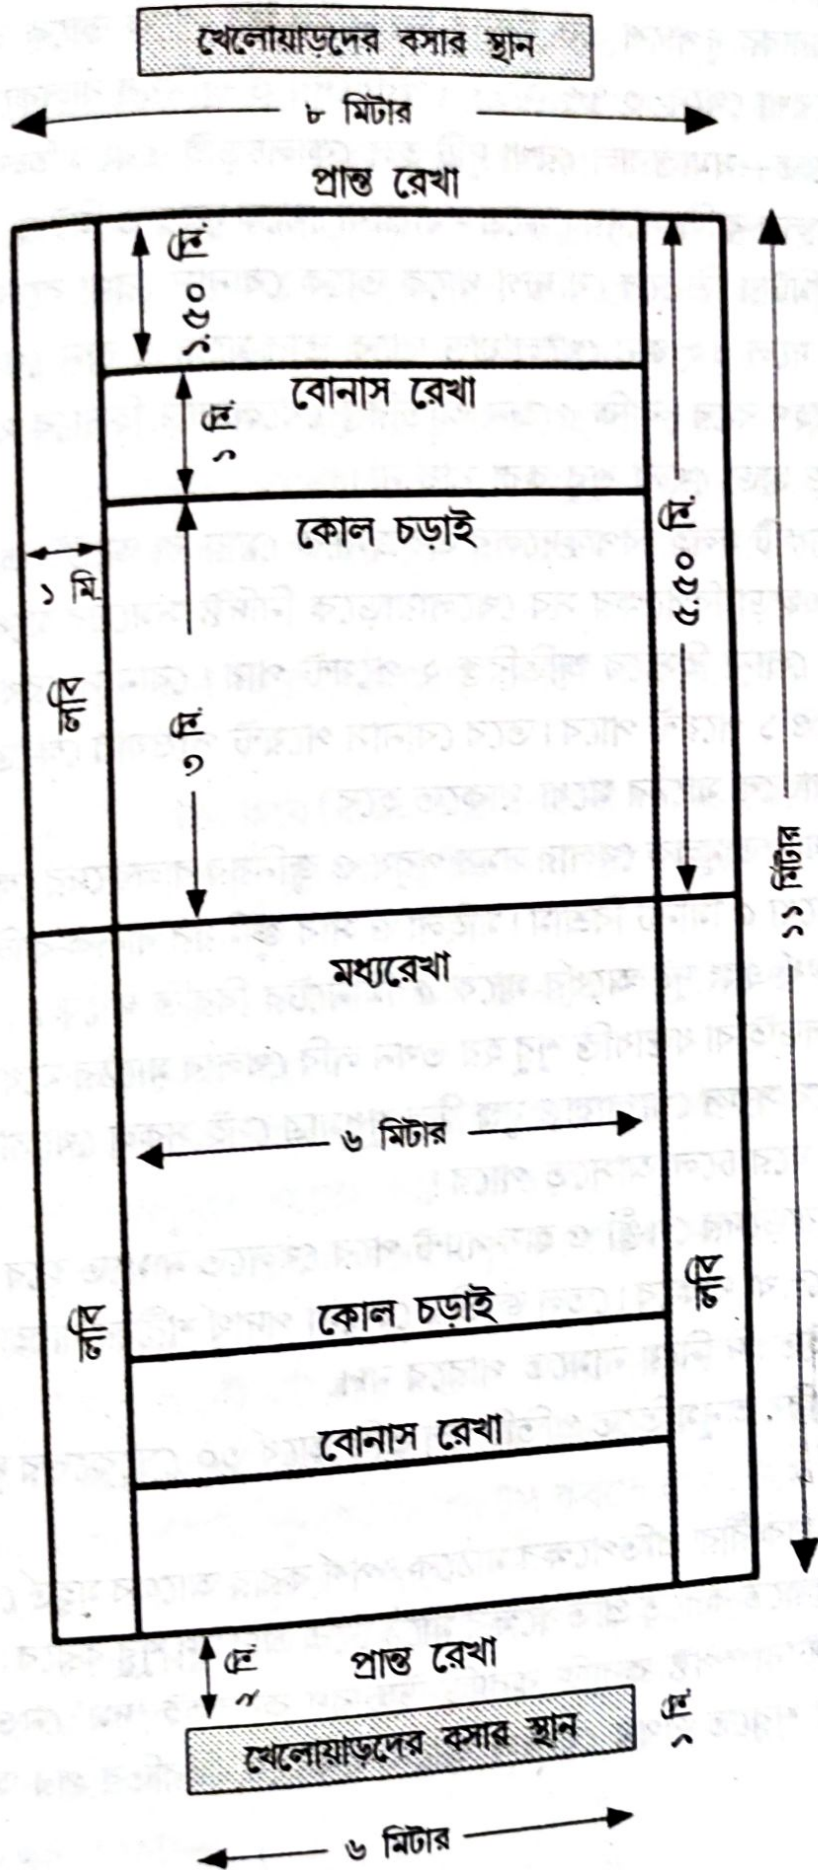 খেলোয়াড়দের বসার স্থান
৮ মিটার
প্রান্ত রেখা
১.৫০ মি.
বোনাস রেখা
১ মি.
কোল চড়াই
৫.৫০ মি.
১ মি
লবি
৩ মি.
১১ মিটার
মধ্যরেখা
৬ মিটার
কোল চড়াই
লবি
লবি
বোনাস রেখা
প্রান্ত রেখা
২ মি.
১ মি.
খেলোয়াড়দের বসার স্থান
৬ মিটার